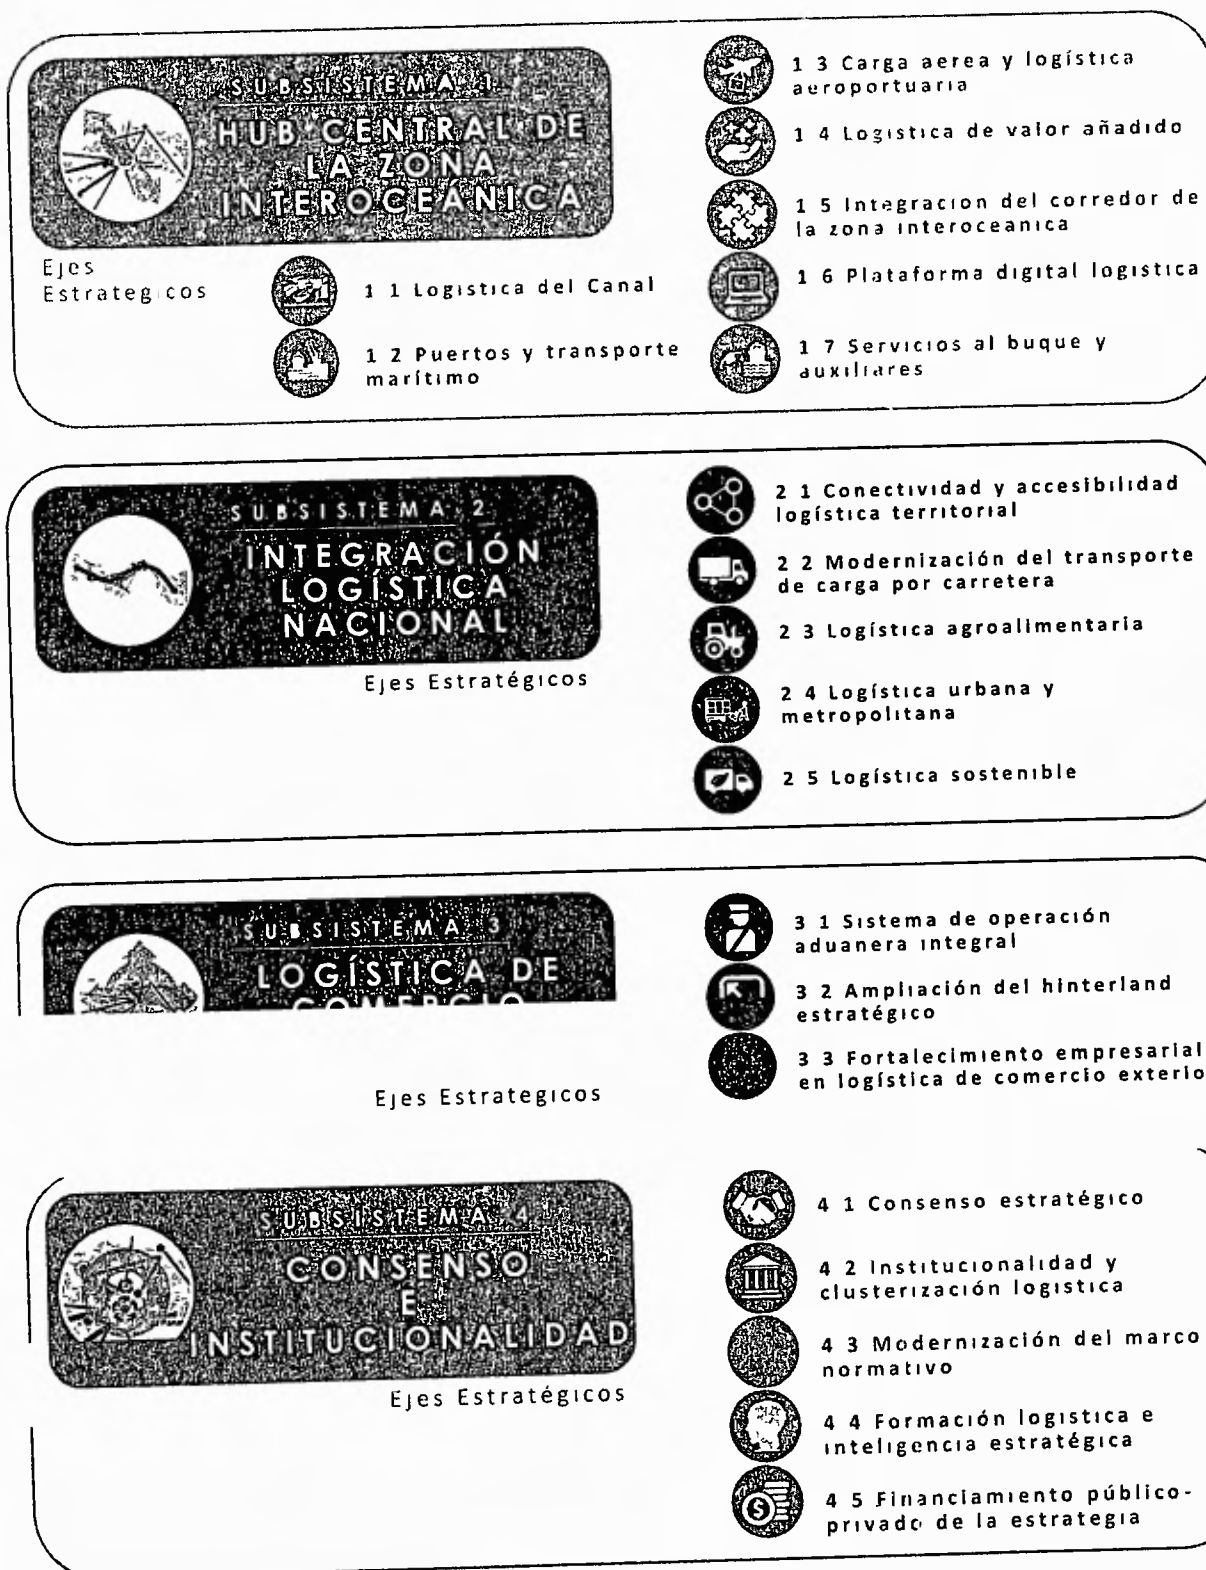 SUBSISTEMA 1
HUB CENTRAL DE
LA ZONA
INTEROCEÁNICA
Ejes
Estrategicos
1 1 Logistica del Canal
1 2 Puertos y transporte
marítimo
1 3 Carga aerea y logística
aeroportuaria
1 4 Logistica de valor añadido
1 5 Integracion del corredor de
la zona interoceanica
1 6 Plataforma digital logistica
1 7 Servicios al buque y
auxiliares
SUBSISTEMA 2
INTEGRACIÓN
LOGÍSTICA
NACIONAL
Ejes Estratégicos
2 1 Conectividad y accesibilidad
logística territorial
2 2 Modernización del transporte
de carga por carretera
2 3 Logística agroalimentaria
2 4 Logística urbana y
metropolitana
2 5 Logística sostenible
SUBSISTEMA 3
LOGÍSTICA DE
COMERCIO
Ejes Estrategicos
3 1 Sistema de operación
aduanera integral
3 2 Ampliación del hinterland
estratégico
3 3 Fortalecimiento empresarial
en logística de comercio exterio
SUBSISTEMA 4
CONSENSO
E
INSTITUCIONALIDAD
Ejes Estratégicos
4 1 Consenso estratégico
4 2 Institucionalidad y
clusterización logistica
4 3 Modernización del marco
normativo
4 4 Formación logistica e
inteligencia estratégica
4 5 Financiamiento público-
privado de la estrategia